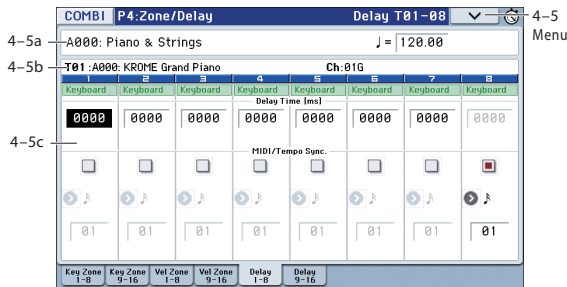 COMBI P4:Zone/Delay Delay T01-08
4-5 Menu
4-5a
A000: Piano & Strings ♩= 120.00
4-5b
T01 :A000: KROME Grand Piano Ch:01G
1 2 3 4 5 6 7 8
Keyboard Keyboard Keyboard Keyboard Keyboard Keyboard Keyboard Keyboard
Delay Time [ms]
0000 0000 0000 0000 0000 0000 0000 0000
4-5c
MIDI/Tempo Sync.
01 01 01 01 01 01 01 01
Key Zone 1-8 Key Zone 9-16 Vel Zone 1-8 Vel Zone 9-16 Delay 1-8 Delay 9-16